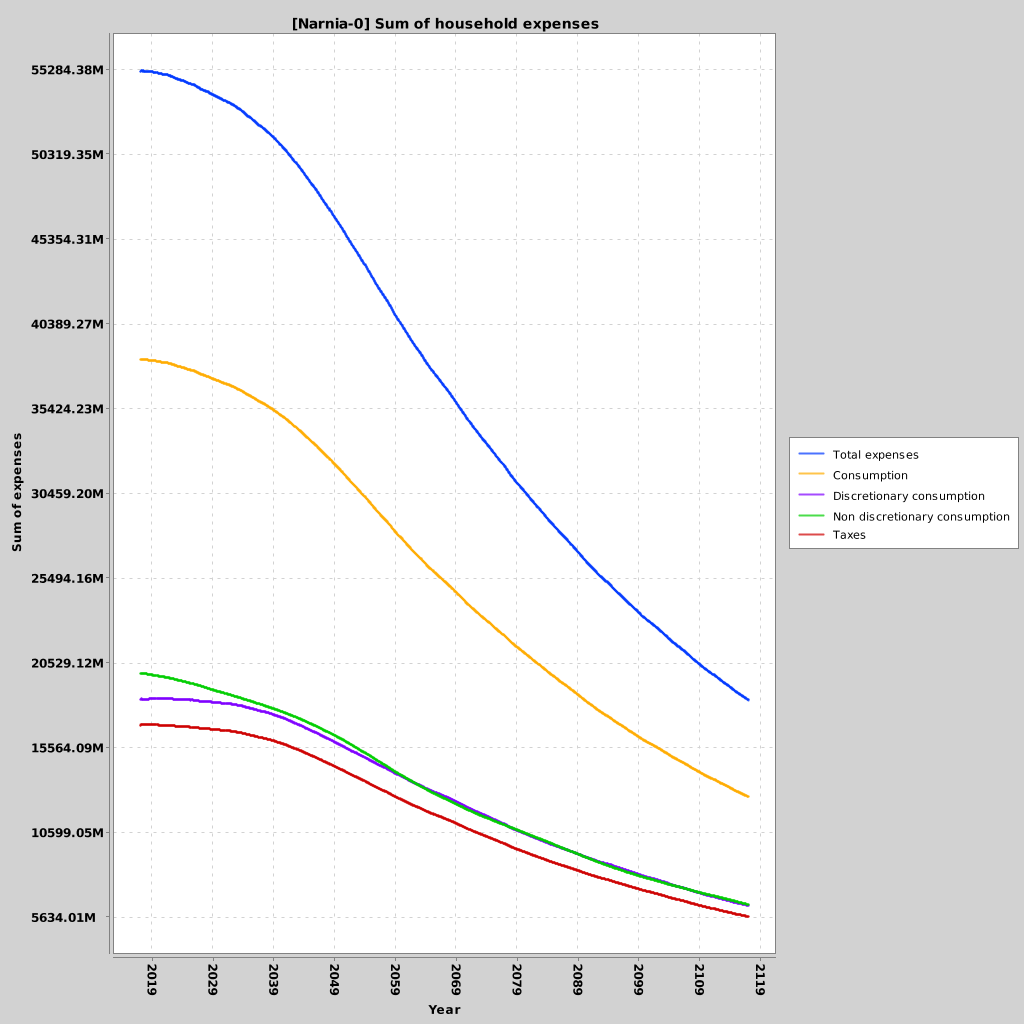 [Narnia-0] Sum of household expenses
55284.38M
50319.35M
45354.31M
40389.27M
35424.23M
30459.20M
25494.16M
20529.12M
15564.09M
10599.05M
5634.01M
Sum of expenses
2019
2029
2039
2049
2059
2069
2079
2089
2099
2109
2119
Year
Total expenses
Consumption
Discretionary consumption
Non discretionary consumption
Taxes